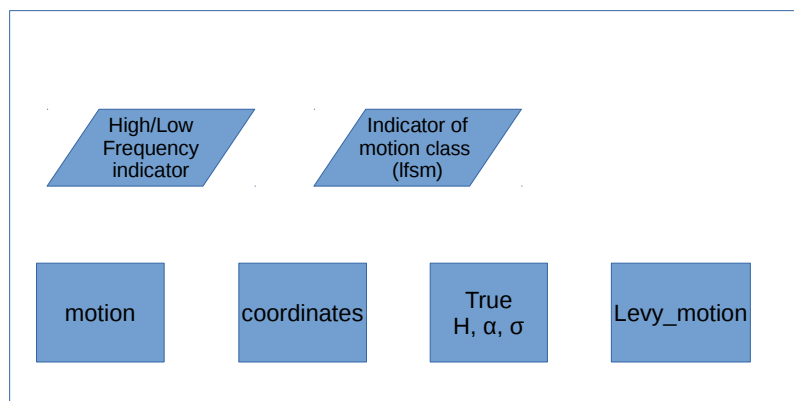 High/Low
Frequency
indicator
Indicator of
motion class
(lfsm)
motion
coordinates
True
H, α, σ
Levy_motion